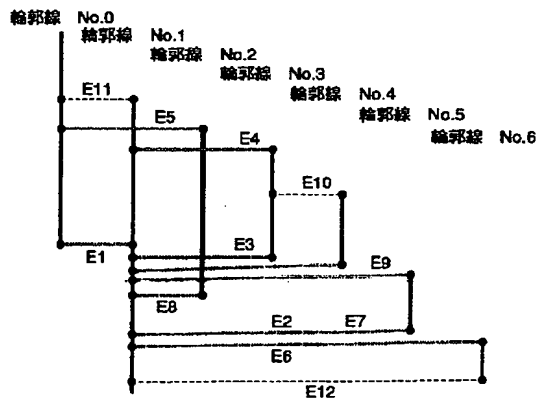 輪郭線 No.0
輪郭線 No.1
輪郭線 No.2
輪郭線 No.3
輪郭線 No.4
輪郭線 No.5
輪郭線 No.6
E11
E5
E4
E10
E3
E1
E9
E8
E2
E7
E6
E12